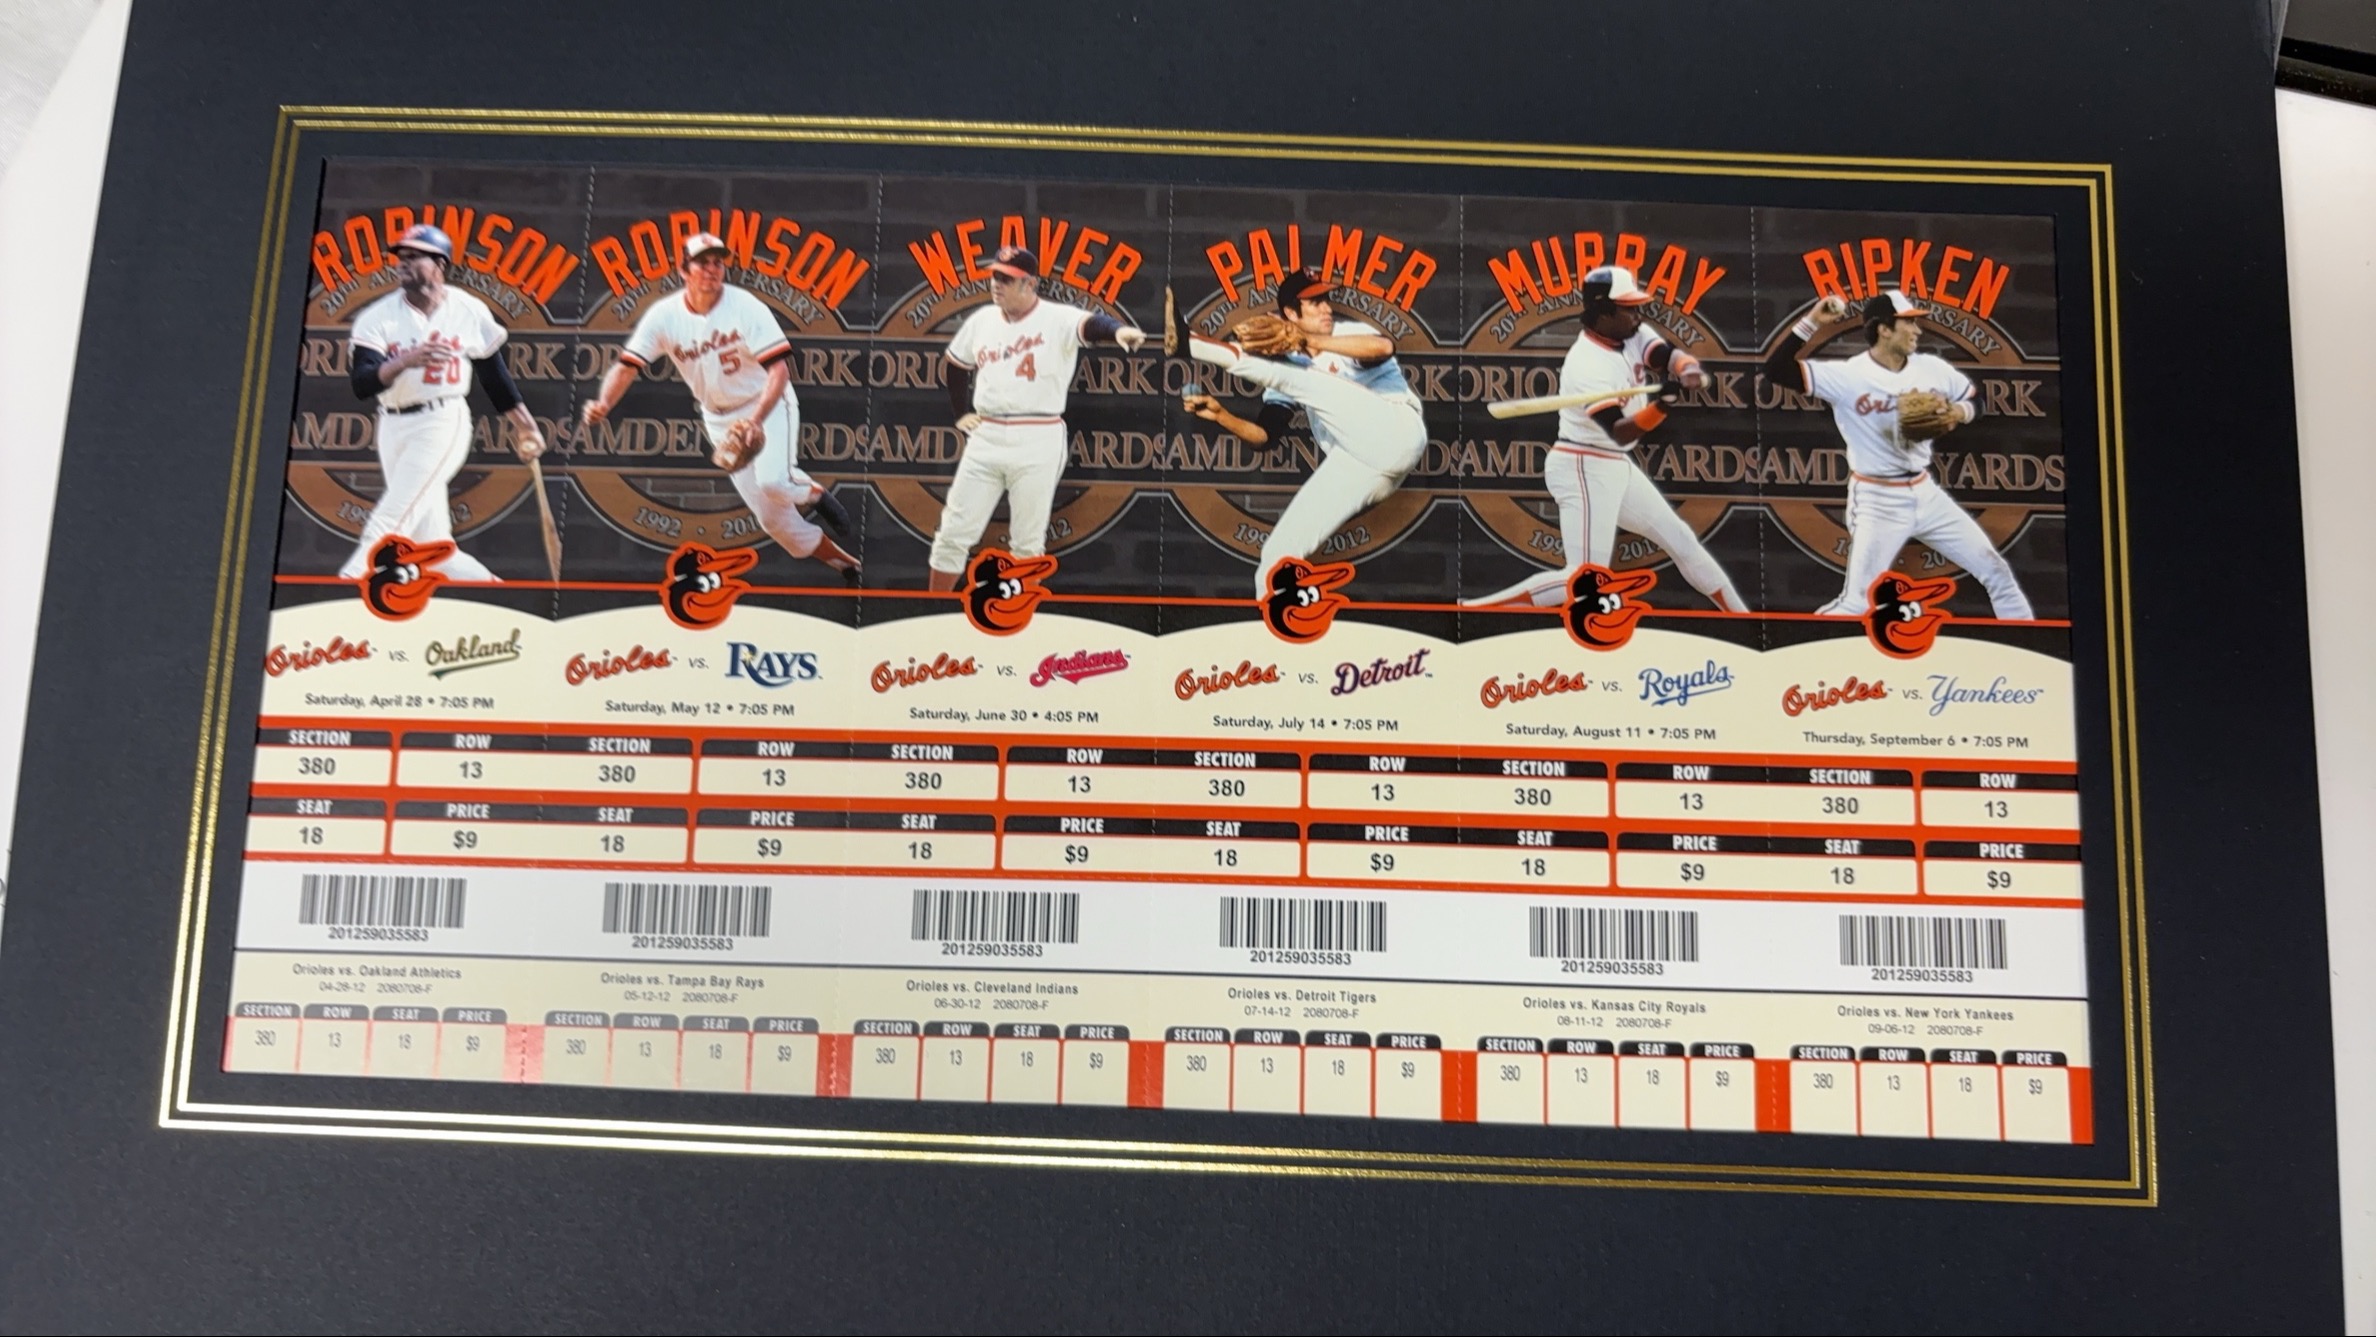 ROBINSON ROBINSON WEAVER PALMER MURRAY RIPKEN
20TH ANNIVERSARY
20
5
4
1992 · 2012
Orioles vs. Oakland
Saturday, April 28 • 7:05 PM
SECTION ROW
380 13
SEAT PRICE
18 $9
201259035583
Orioles vs. Oakland Athletics
04-28-12 2080708-F
SECTION ROW SEAT PRICE
380 13 18 $9
Orioles vs. RAYS
Saturday, May 12 • 7:05 PM
SECTION ROW
380 13
SEAT PRICE
18 $9
201259035583
Orioles vs. Tampa Bay Rays
05-12-12 2080708-F
SECTION ROW SEAT PRICE
380 13 18 $9
Orioles vs. Indians
Saturday, June 30 • 4:05 PM
SECTION ROW
380 13
SEAT PRICE
18 $9
201259035583
Orioles vs. Cleveland Indians
06-30-12 2080708-F
SECTION ROW SEAT PRICE
380 13 18 $9
Orioles vs. Detroit
Saturday, July 14 • 7:05 PM
SECTION ROW
380 13
SEAT PRICE
18 $9
201259035583
Orioles vs. Detroit Tigers
07-14-12 2080708-F
SECTION ROW SEAT PRICE
380 13 18 $9
Orioles vs. Royals
Saturday, August 11 • 7:05 PM
SECTION ROW
380 13
SEAT PRICE
18 $9
201259035583
Orioles vs. Kansas City Royals
08-11-12 2080708-F
SECTION ROW SEAT PRICE
380 13 18 $9
Orioles vs. Yankees
Thursday, September 6 • 7:05 PM
SECTION ROW
380 13
SEAT PRICE
18 $9
201259035583
Orioles vs. New York Yankees
09-06-12 2080708-F
SECTION ROW SEAT PRICE
380 13 18 $9